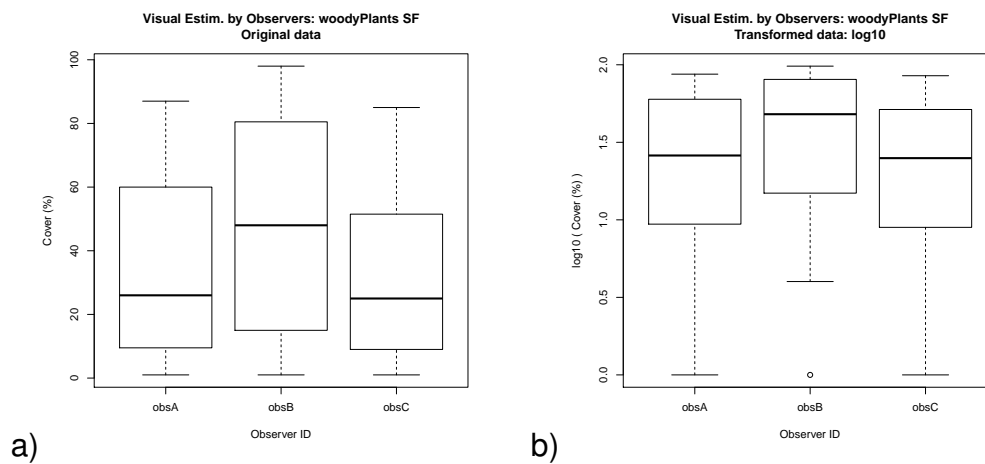 Visual Estim. by Observers: woodyPlants SF
Original data
100
80
60
40
20
0
Cover (%)
obsA obsB obsC
Observer ID
a)
Visual Estim. by Observers: woodyPlants SF
Transformed data: log10
2.0
1.5
1.0
0.5
0.0
log10 ( Cover (%) )
obsA obsB obsC
Observer ID
b)